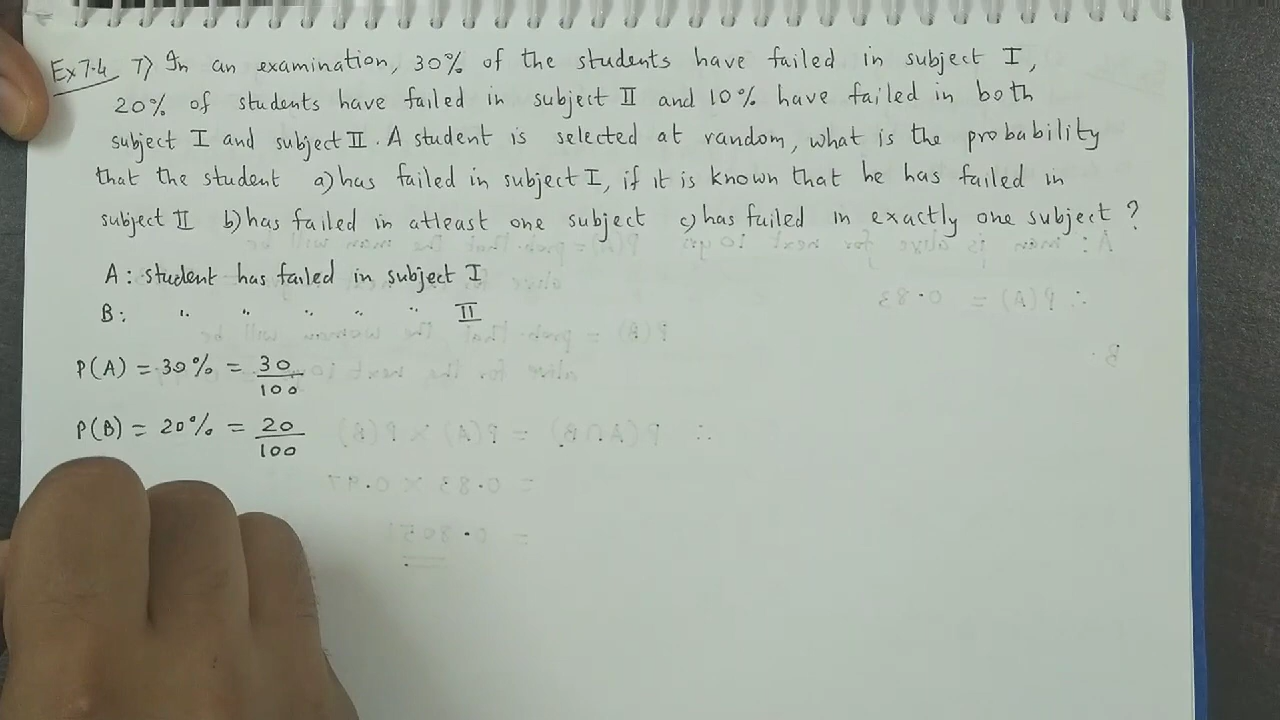 Ex 7.4 7) In an examination, 30% of the students have failed in subject I,
20% of students have failed in subject II and 10% have failed in both
subject I and subject II. A student is selected at random, what is the probability
that the student a) has failed in subject I, if it is known that he has failed in
subject II b) has failed in atleast one subject c) has failed in exactly one subject ?
A : student has failed in subject I
B : " " " " " II
P(A) = 30% = 30/100
P(B) = 20% = 20/100